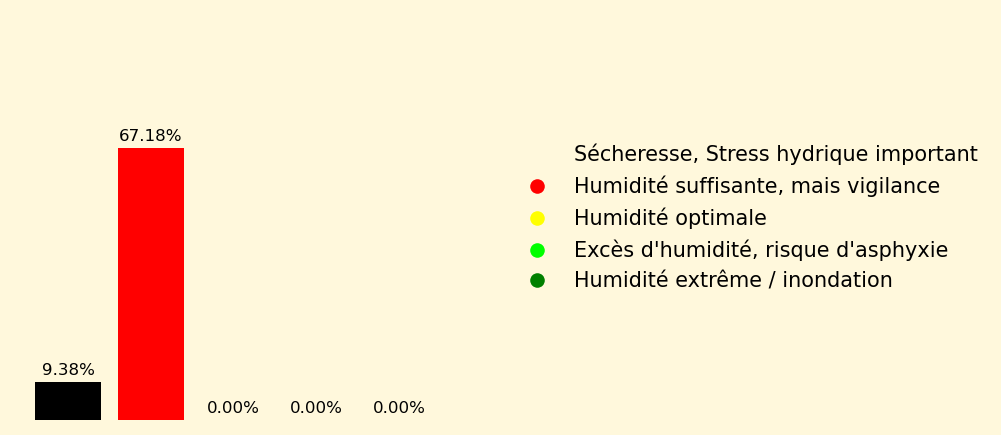 67.18%
9.38%
0.00%
0.00%
0.00%
Sécheresse, Stress hydrique important
Humidité suffisante, mais vigilance
Humidité optimale
Excès d'humidité, risque d'asphyxie
Humidité extrême / inondation